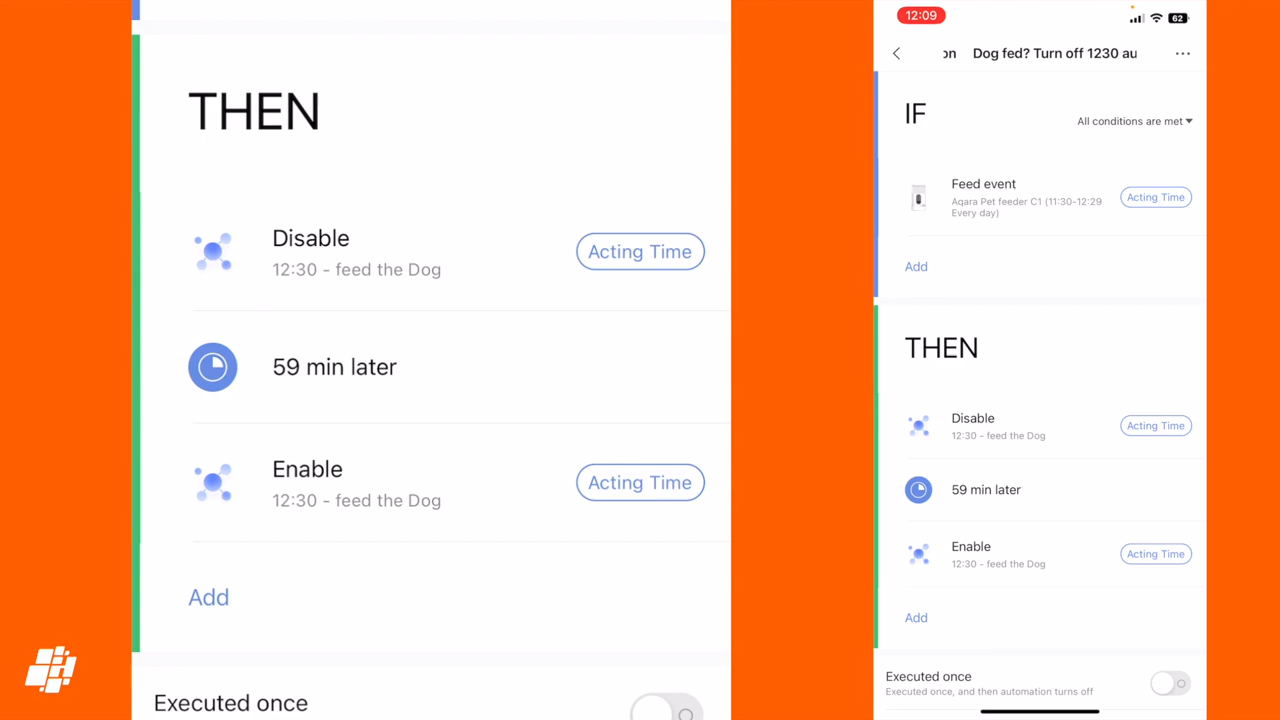 THEN
Disable
12:30 - feed the Dog
Acting Time
59 min later
Enable
12:30 - feed the Dog
Acting Time
Add
Executed once
12:09
62
on Dog fed? Turn off 1230 au
IF
All conditions are met
Feed event
Aqara Pet feeder C1 (11:30-12:29
Every day)
Acting Time
Add
THEN
Disable
12:30 - feed the Dog
Acting Time
59 min later
Enable
12:30 - feed the Dog
Acting Time
Add
Executed once
Executed once, and then automation turns off